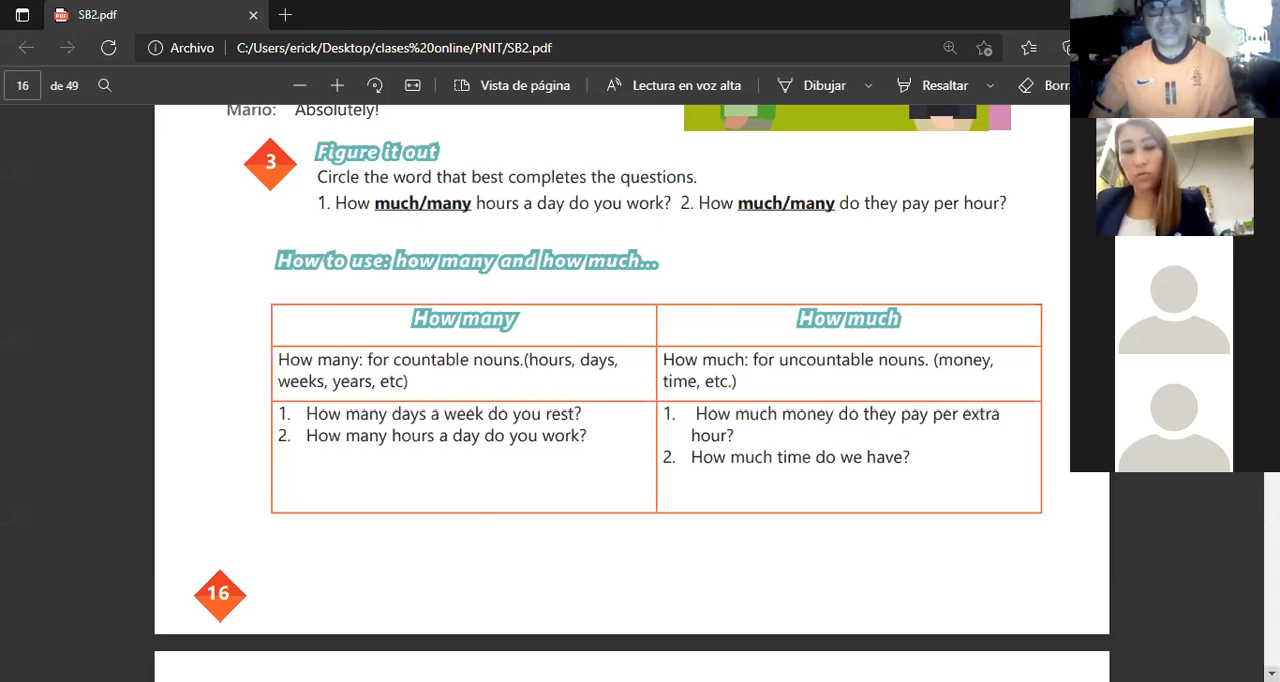 SB2.pdf
Archivo C:/Users/erick/Desktop/clases%20online/PNIT/SB2.pdf
16 de 49 Vista de página Lectura en voz alta Dibujar Resaltar Borr
Mario: Absolutely!
3 Figure it out
Circle the word that best completes the questions.
1. How much/many hours a day do you work? 2. How much/many do they pay per hour?
How to use: how many and how much...
How many How much
How many: for countable nouns.(hours, days,
weeks, years, etc)
How much: for uncountable nouns. (money,
time, etc.)
1. How many days a week do you rest?
2. How many hours a day do you work?
1. How much money do they pay per extra
hour?
2. How much time do we have?
16